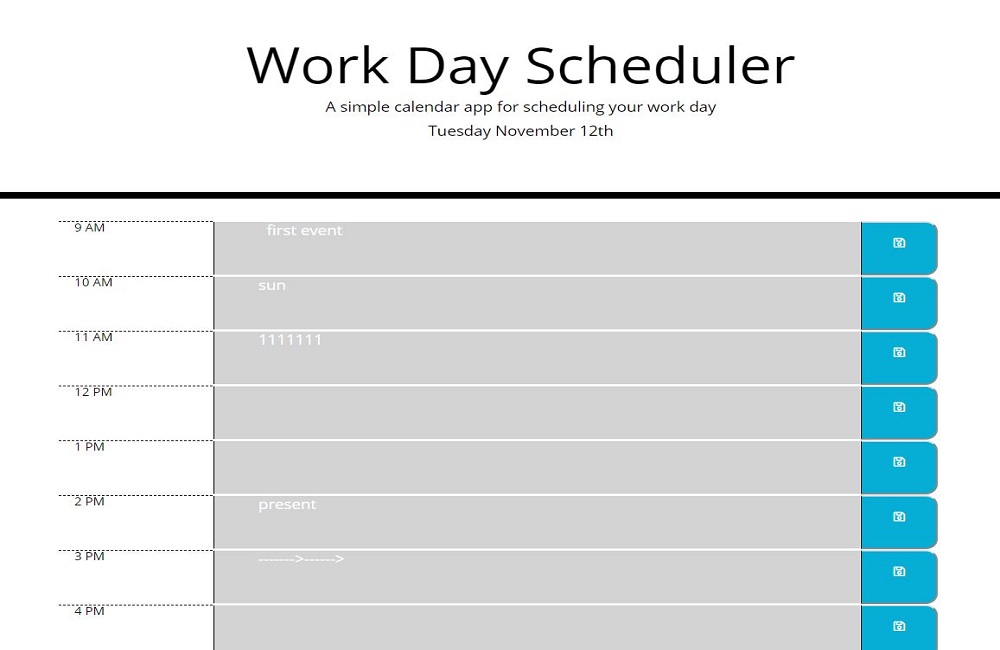 Work Day Scheduler
A simple calendar app for scheduling your work day
Tuesday November 12th
9 AM first event
10 AM sun
11 AM 1111111
12 PM
1 PM
2 PM present
3 PM ------->------>
4 PM